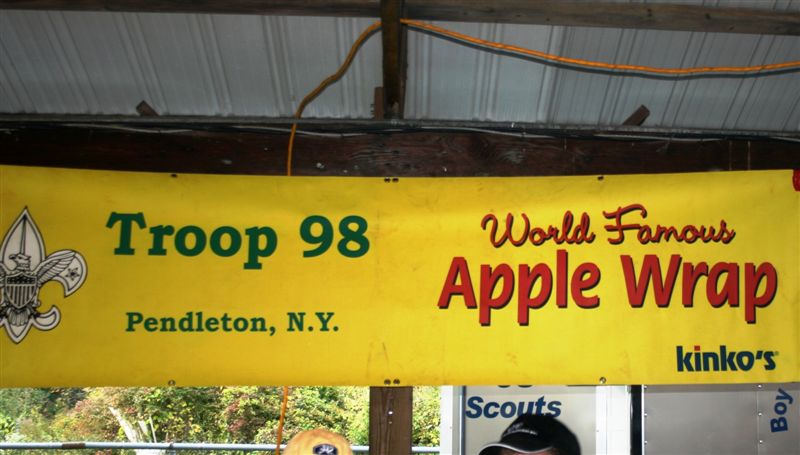 Troop 98
Pendleton, N.Y.
World Famous
Apple Wrap
kinko's
Scouts
Boy